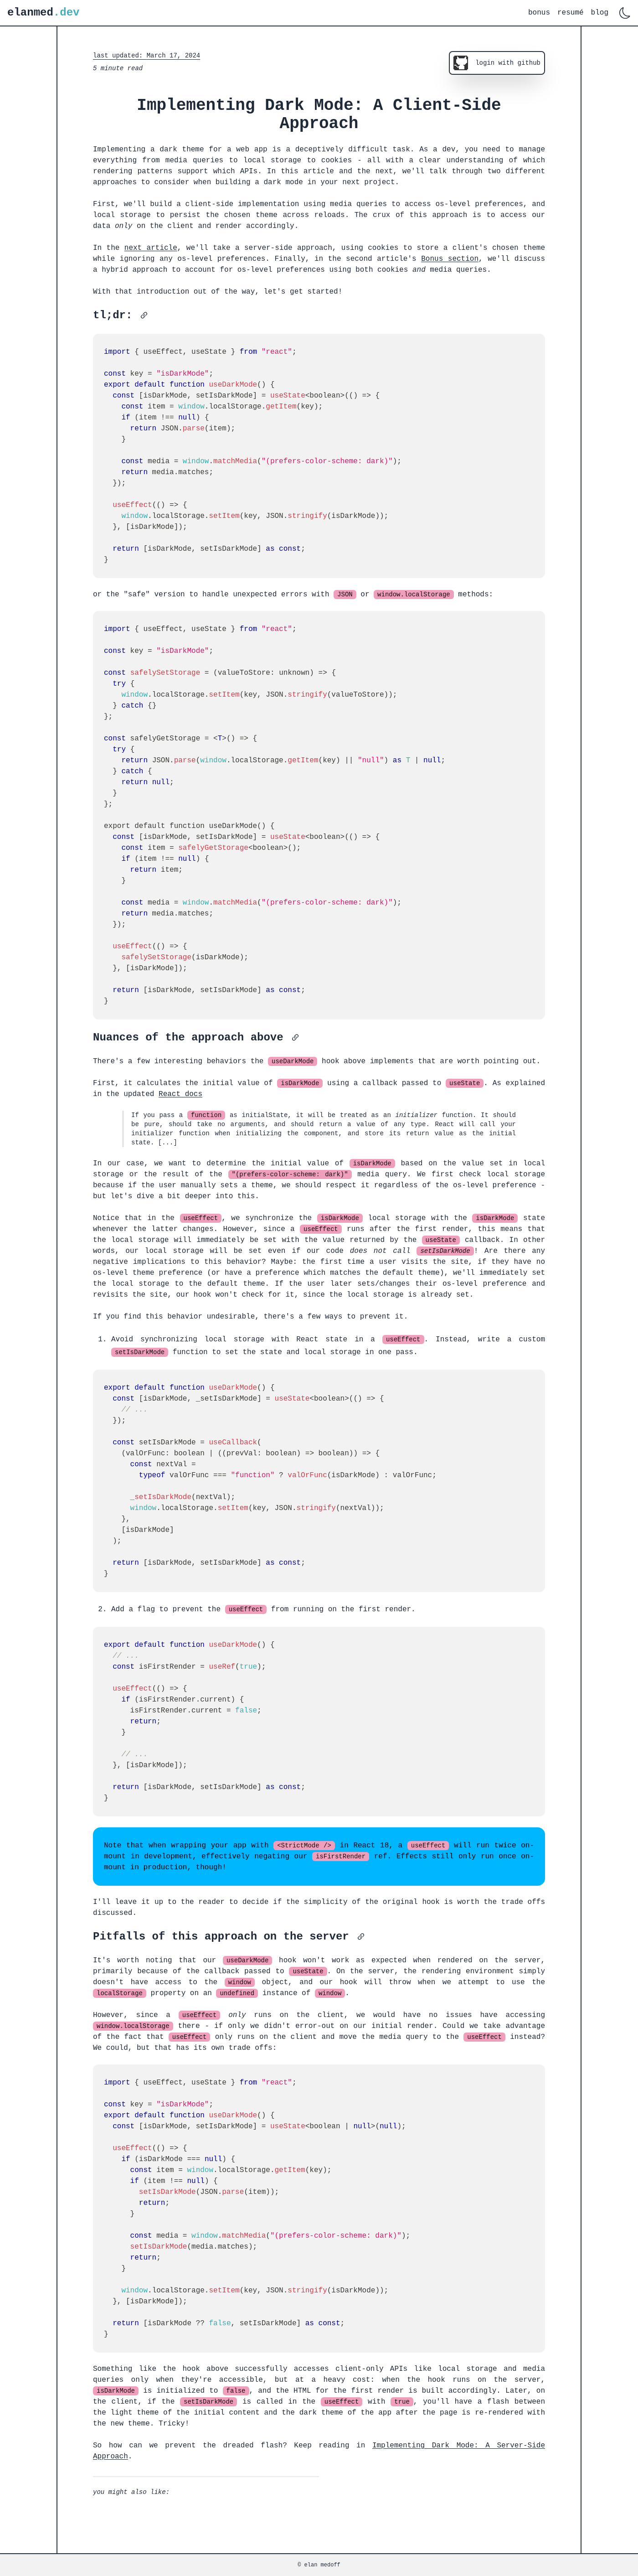 elanmed.dev
bonus resumé blog
last updated: March 17, 2024
5 minute read
login with github
Implementing Dark Mode: A Client-Side
Approach
Implementing a dark theme for a web app is a deceptively difficult task. As a dev, you need to manage
everything from media queries to local storage to cookies - all with a clear understanding of which
rendering patterns support which APIs. In this article and the next, we'll talk through two different
approaches to consider when building a dark mode in your next project.
First, we'll build a client-side implementation using media queries to access os-level preferences, and
local storage to persist the chosen theme across reloads. The crux of this approach is to access our
data only on the client and render accordingly.
In the next article, we'll take a server-side approach, using cookies to store a client's chosen theme
while ignoring any os-level preferences. Finally, in the second article's Bonus section, we'll discuss
a hybrid approach to account for os-level preferences using both cookies and media queries.
With that introduction out of the way, let's get started!
tl;dr:
import { useEffect, useState } from "react";
const key = "isDarkMode";
export default function useDarkMode() {
  const [isDarkMode, setIsDarkMode] = useState<boolean>(() => {
    const item = window.localStorage.getItem(key);
    if (item !== null) {
      return JSON.parse(item);
    }
    const media = window.matchMedia("(prefers-color-scheme: dark)");
    return media.matches;
  });
  useEffect(() => {
    window.localStorage.setItem(key, JSON.stringify(isDarkMode));
  }, [isDarkMode]);
  return [isDarkMode, setIsDarkMode] as const;
}
or the "safe" version to handle unexpected errors with JSON or window.localStorage methods:
import { useEffect, useState } from "react";
const key = "isDarkMode";
const safelySetStorage = (valueToStore: unknown) => {
  try {
    window.localStorage.setItem(key, JSON.stringify(valueToStore));
  } catch {}
};
const safelyGetStorage = <T>() => {
  try {
    return JSON.parse(window.localStorage.getItem(key) || "null") as T | null;
  } catch {
    return null;
  }
};
export default function useDarkMode() {
  const [isDarkMode, setIsDarkMode] = useState<boolean>(() => {
    const item = safelyGetStorage<boolean>();
    if (item !== null) {
      return item;
    }
    const media = window.matchMedia("(prefers-color-scheme: dark)");
    return media.matches;
  });
  useEffect(() => {
    safelySetStorage(isDarkMode);
  }, [isDarkMode]);
  return [isDarkMode, setIsDarkMode] as const;
}
Nuances of the approach above
There's a few interesting behaviors the useDarkMode hook above implements that are worth pointing out.
First, it calculates the initial value of isDarkMode using a callback passed to useState. As explained
in the updated React docs
If you pass a function as initialState, it will be treated as an initializer function. It should
be pure, should take no arguments, and should return a value of any type. React will call your
initializer function when initializing the component, and store its return value as the initial
state. [...]
In our case, we want to determine the initial value of isDarkMode based on the value set in local
storage or the result of the "(prefers-color-scheme: dark)" media query. We first check local storage
because if the user manually sets a theme, we should respect it regardless of the os-level preference -
but let's dive a bit deeper into this.
Notice that in the useEffect, we synchronize the isDarkMode local storage with the isDarkMode state
whenever the latter changes. However, since a useEffect runs after the first render, this means that
the local storage will immediately be set with the value returned by the useState callback. In other
words, our local storage will be set even if our code does not call setIsDarkMode! Are there any
negative implications to this behavior? Maybe: the first time a user visits the site, if they have no
os-level theme preference (or have a preference which matches the default theme), we'll immediately set
the local storage to the default theme. If the user later sets/changes their os-level preference and
revisits the site, our hook won't check for it, since the local storage is already set.
If you find this behavior undesirable, there's a few ways to prevent it.
1. Avoid synchronizing local storage with React state in a useEffect. Instead, write a custom
setIsDarkMode function to set the state and local storage in one pass.
export default function useDarkMode() {
  const [isDarkMode, _setIsDarkMode] = useState<boolean>(() => {
    // ...
  });
  const setIsDarkMode = useCallback(
    (valOrFunc: boolean | ((prevVal: boolean) => boolean)) => {
      const nextVal =
        typeof valOrFunc === "function" ? valOrFunc(isDarkMode) : valOrFunc;
      _setIsDarkMode(nextVal);
      window.localStorage.setItem(key, JSON.stringify(nextVal));
    },
    [isDarkMode]
  );
  return [isDarkMode, setIsDarkMode] as const;
}
2. Add a flag to prevent the useEffect from running on the first render.
export default function useDarkMode() {
  // ...
  const isFirstRender = useRef(true);
  useEffect(() => {
    if (isFirstRender.current) {
      isFirstRender.current = false;
      return;
    }
    // ...
  }, [isDarkMode]);
  return [isDarkMode, setIsDarkMode] as const;
}
Note that when wrapping your app with <StrictMode /> in React 18, a useEffect will run twice on-
mount in development, effectively negating our isFirstRender ref. Effects still only run once on-
mount in production, though!
I'll leave it up to the reader to decide if the simplicity of the original hook is worth the trade offs
discussed.
Pitfalls of this approach on the server
It's worth noting that our useDarkMode hook won't work as expected when rendered on the server,
primarily because of the callback passed to useState. On the server, the rendering environment simply
doesn't have access to the window object, and our hook will throw when we attempt to use the
localStorage property on an undefined instance of window.
However, since a useEffect only runs on the client, we would have no issues have accessing
window.localStorage there - if only we didn't error-out on our initial render. Could we take advantage
of the fact that useEffect only runs on the client and move the media query to the useEffect instead?
We could, but that has its own trade offs:
import { useEffect, useState } from "react";
const key = "isDarkMode";
export default function useDarkMode() {
  const [isDarkMode, setIsDarkMode] = useState<boolean | null>(null);
  useEffect(() => {
    if (isDarkMode === null) {
      const item = window.localStorage.getItem(key);
      if (item !== null) {
        setIsDarkMode(JSON.parse(item));
        return;
      }
      const media = window.matchMedia("(prefers-color-scheme: dark)");
      setIsDarkMode(media.matches);
      return;
    }
    window.localStorage.setItem(key, JSON.stringify(isDarkMode));
  }, [isDarkMode]);
  return [isDarkMode ?? false, setIsDarkMode] as const;
}
Something like the hook above successfully accesses client-only APIs like local storage and media
queries only when they're accessible, but at a heavy cost: when the hook runs on the server,
isDarkMode is initialized to false, and the HTML for the first render is built accordingly. Later, on
the client, if the setIsDarkMode is called in the useEffect with true, you'll have a flash between
the light theme of the initial content and the dark theme of the app after the page is re-rendered with
the new theme. Tricky!
So how can we prevent the dreaded flash? Keep reading in Implementing Dark Mode: A Server-Side
Approach.
you might also like:
© elan medoff